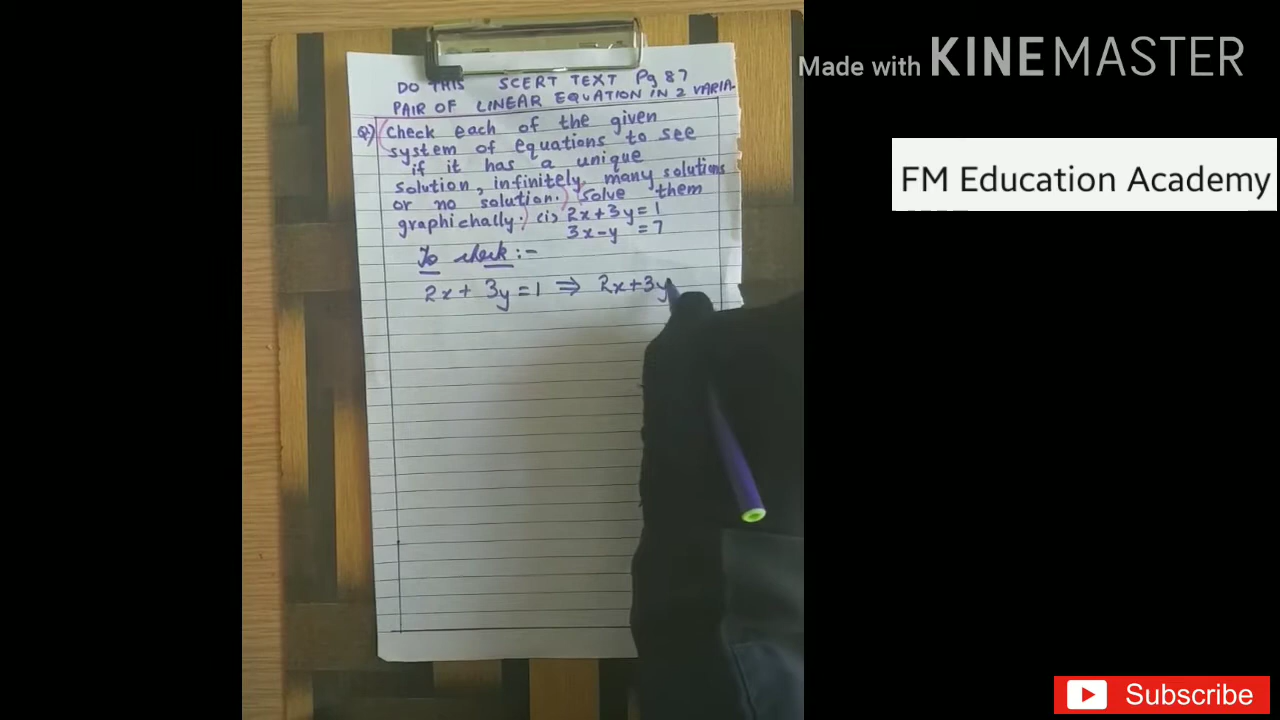 Made with KINEMASTER
FM Education Academy
DO THIS SCERT TEXT Pg 87
PAIR OF LINEAR EQUATION IN 2 VARIA.
Q) (Check each of the given
system of equations to see
if it has a unique
solution, infinitely many solutions
or no solution.) (Solve them
graphically.) (i) 2x+3y=1
3x-y =7
To check:-
2x+ 3y=1 ⇒ 2x+3y
Subscribe